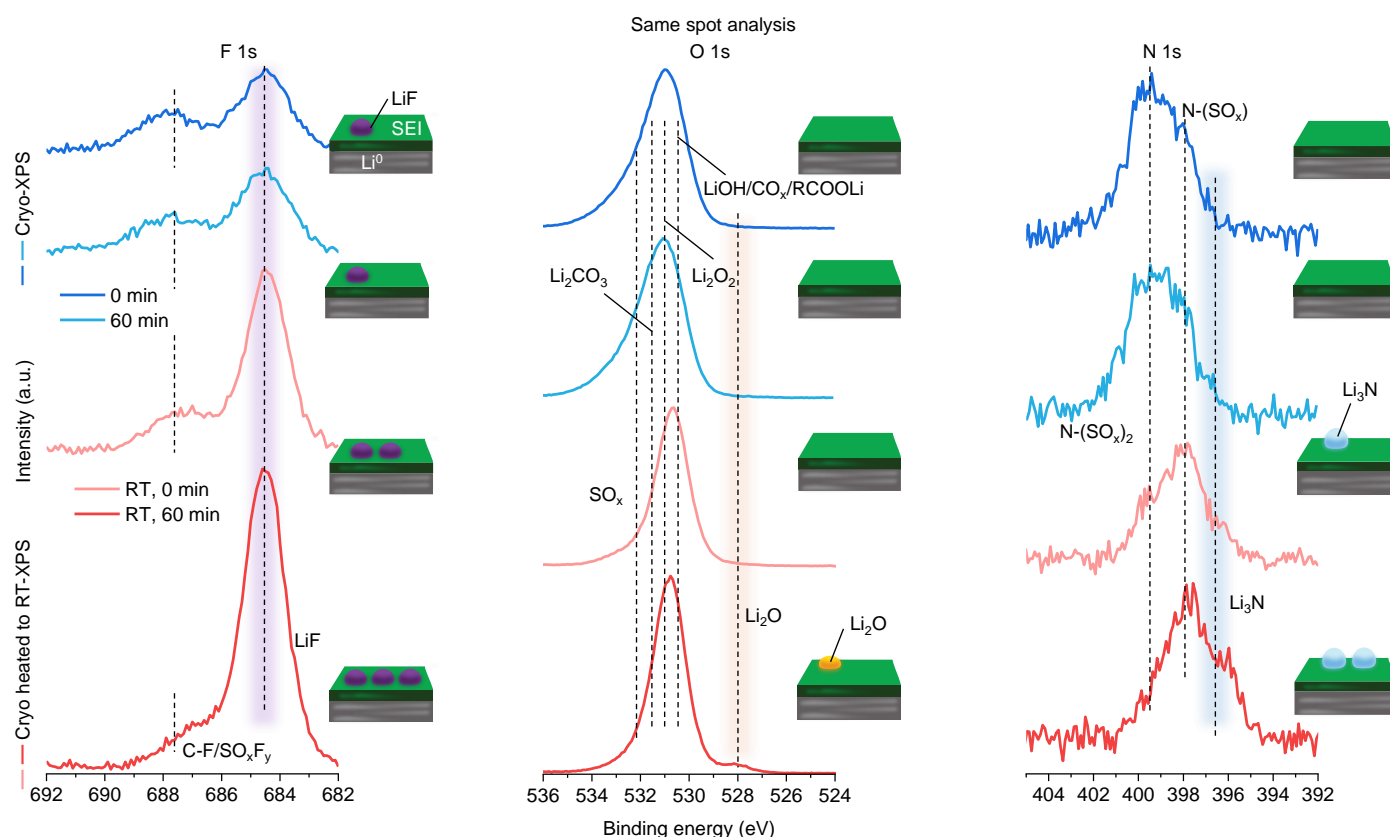 Same spot analysis
F 1s
O 1s
N 1s
LiF
SEI
Li⁰
N-(SOₓ)
LiOH/COₓ/RCOOLi
Li₂CO₃
Li₂O₂
0 min
60 min
Li₃N
N-(SOₓ)₂
RT, 0 min
RT, 60 min
SOₓ
LiF
Li₂O
Li₂O
Li₃N
C-F/SOₓFᵧ
Cryo-XPS
Intensity (a.u.)
Cryo heated to RT-XPS
692 690 688 686 684 682
536 534 532 530 528 526 524
404 402 400 398 396 394 392
Binding energy (eV)